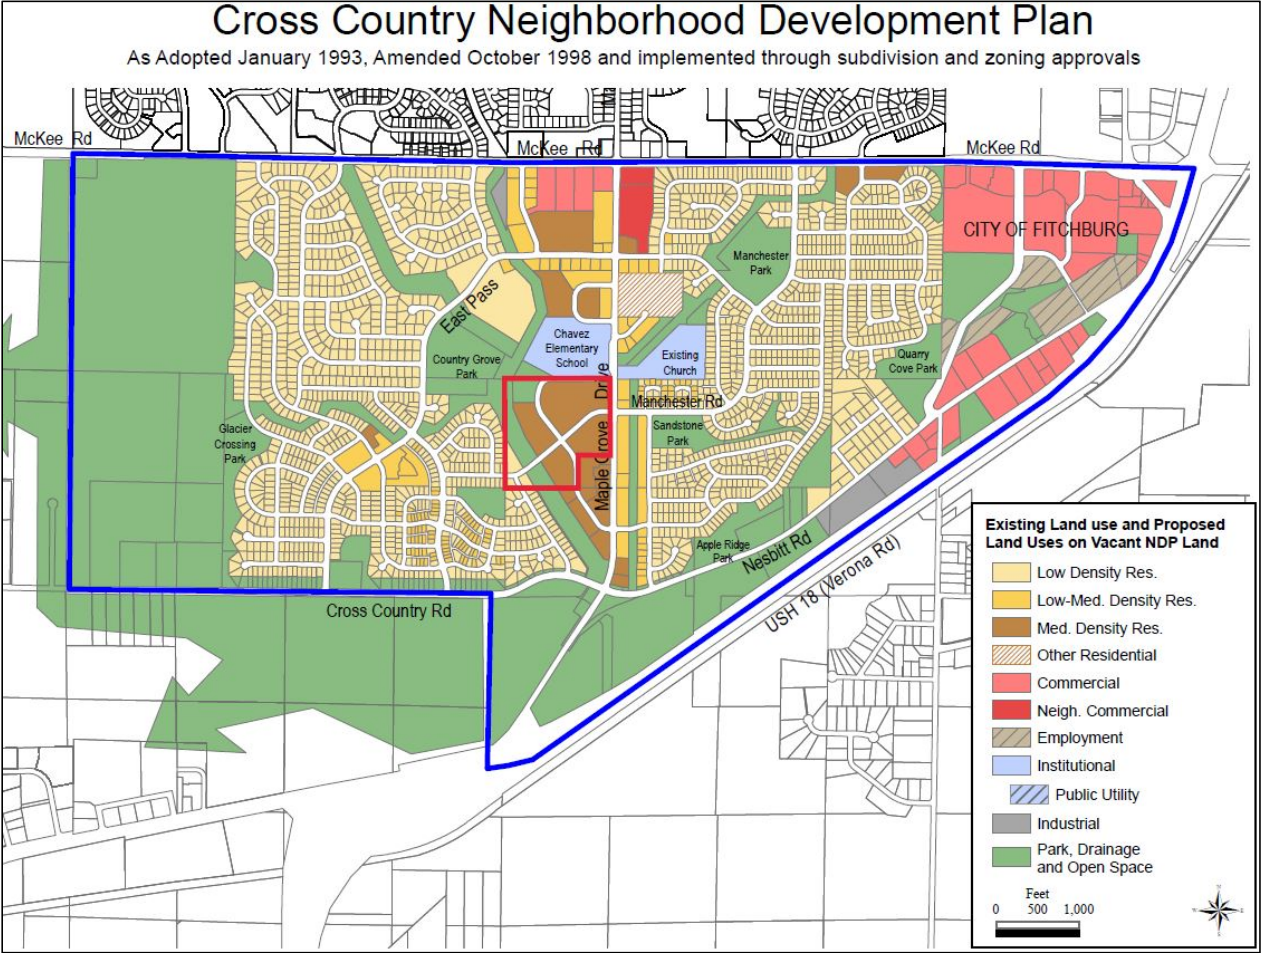 Cross Country Neighborhood Development Plan
As Adopted January 1993, Amended October 1998 and implemented through subdivision and zoning approvals
McKee Rd
McKee Rd
McKee Rd
CITY OF FITCHBURG
Manchester
Park
East Pass
Chavez
Elementary
School
Existing
Church
Country Grove
Park
Quarry
Cove Park
Maple Grove Drive
Manchester Rd
Sandstone
Park
Glacier
Crossing
Park
Apple Ridge
Park
Nesbitt Rd
USH 18 (Verona Rd)
Cross Country Rd
Existing Land use and Proposed
Land Uses on Vacant NDP Land
Low Density Res.
Low-Med. Density Res.
Med. Density Res.
Other Residential
Commercial
Neigh. Commercial
Employment
Institutional
Public Utility
Industrial
Park, Drainage
and Open Space
Feet
0 500 1,000